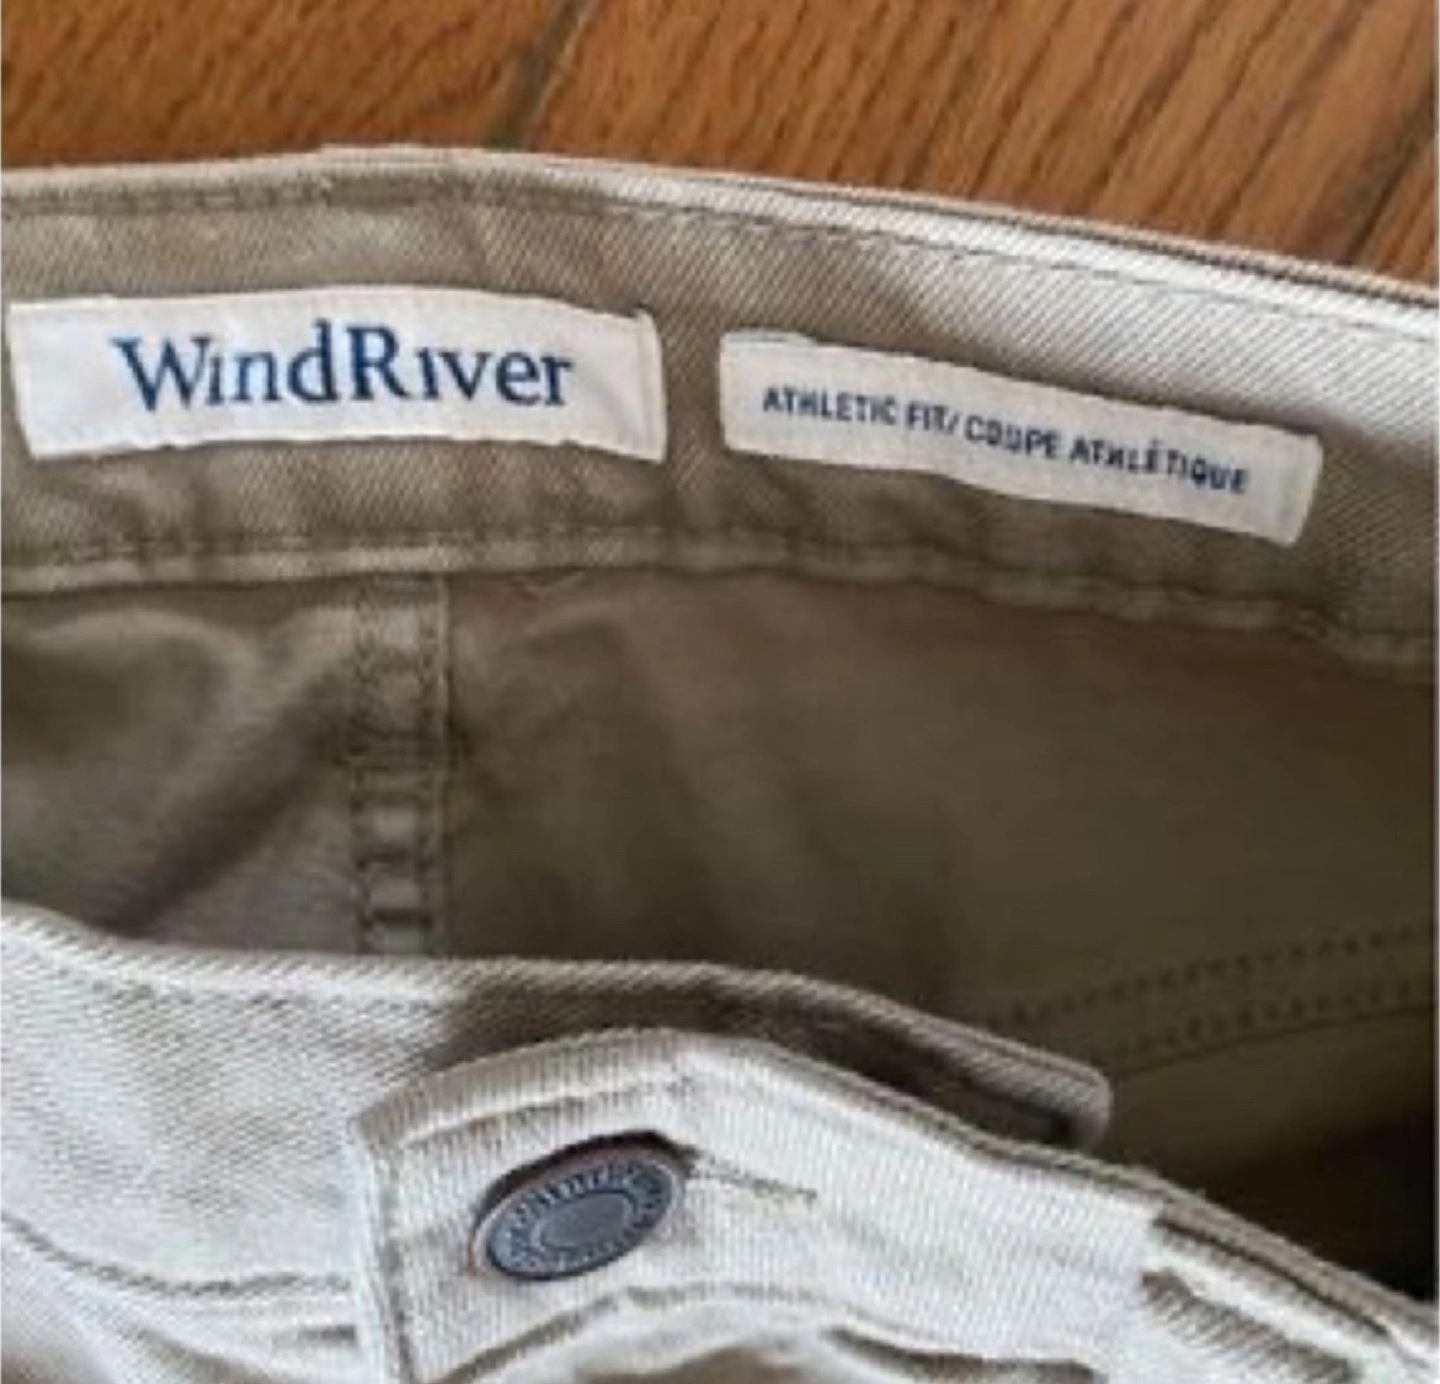 WindRiver
ATHLETIC FIT/ COUPE ATHLÉTIQUE